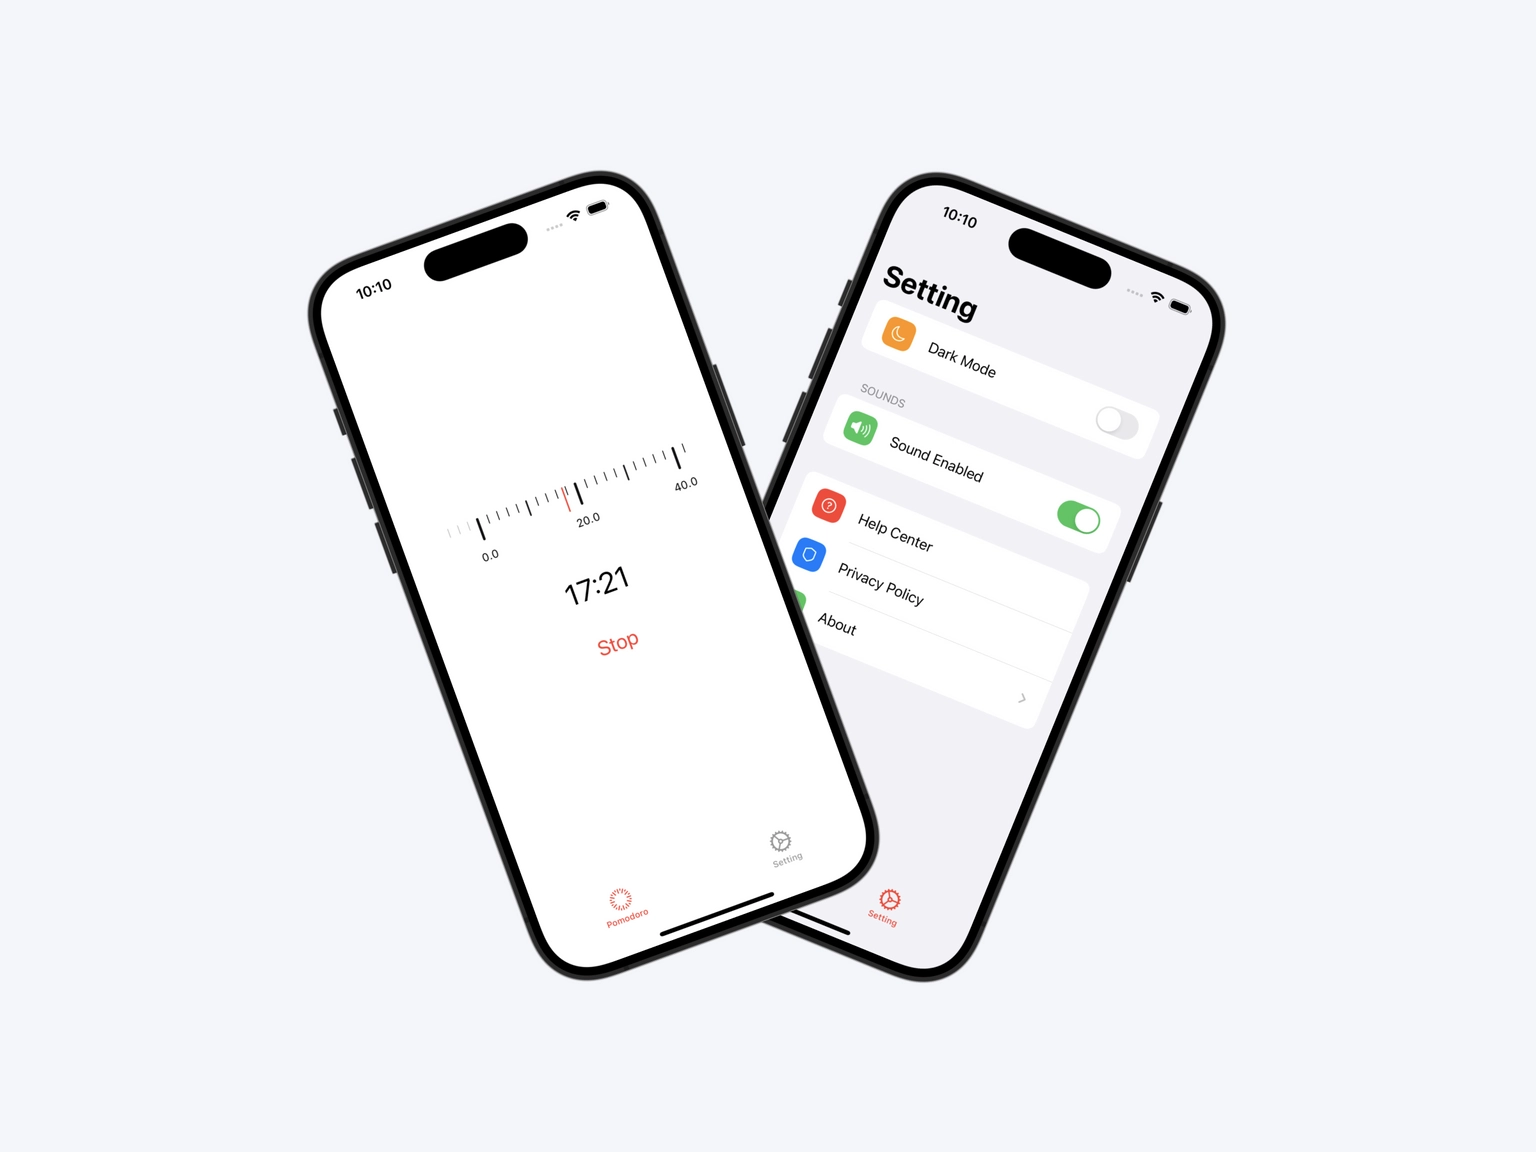 10:10
0.0
20.0
40.0
17:21
Stop
Pomodoro
Setting
10:10
Setting
Dark Mode
SOUNDS
Sound Enabled
Help Center
Privacy Policy
About
Setting